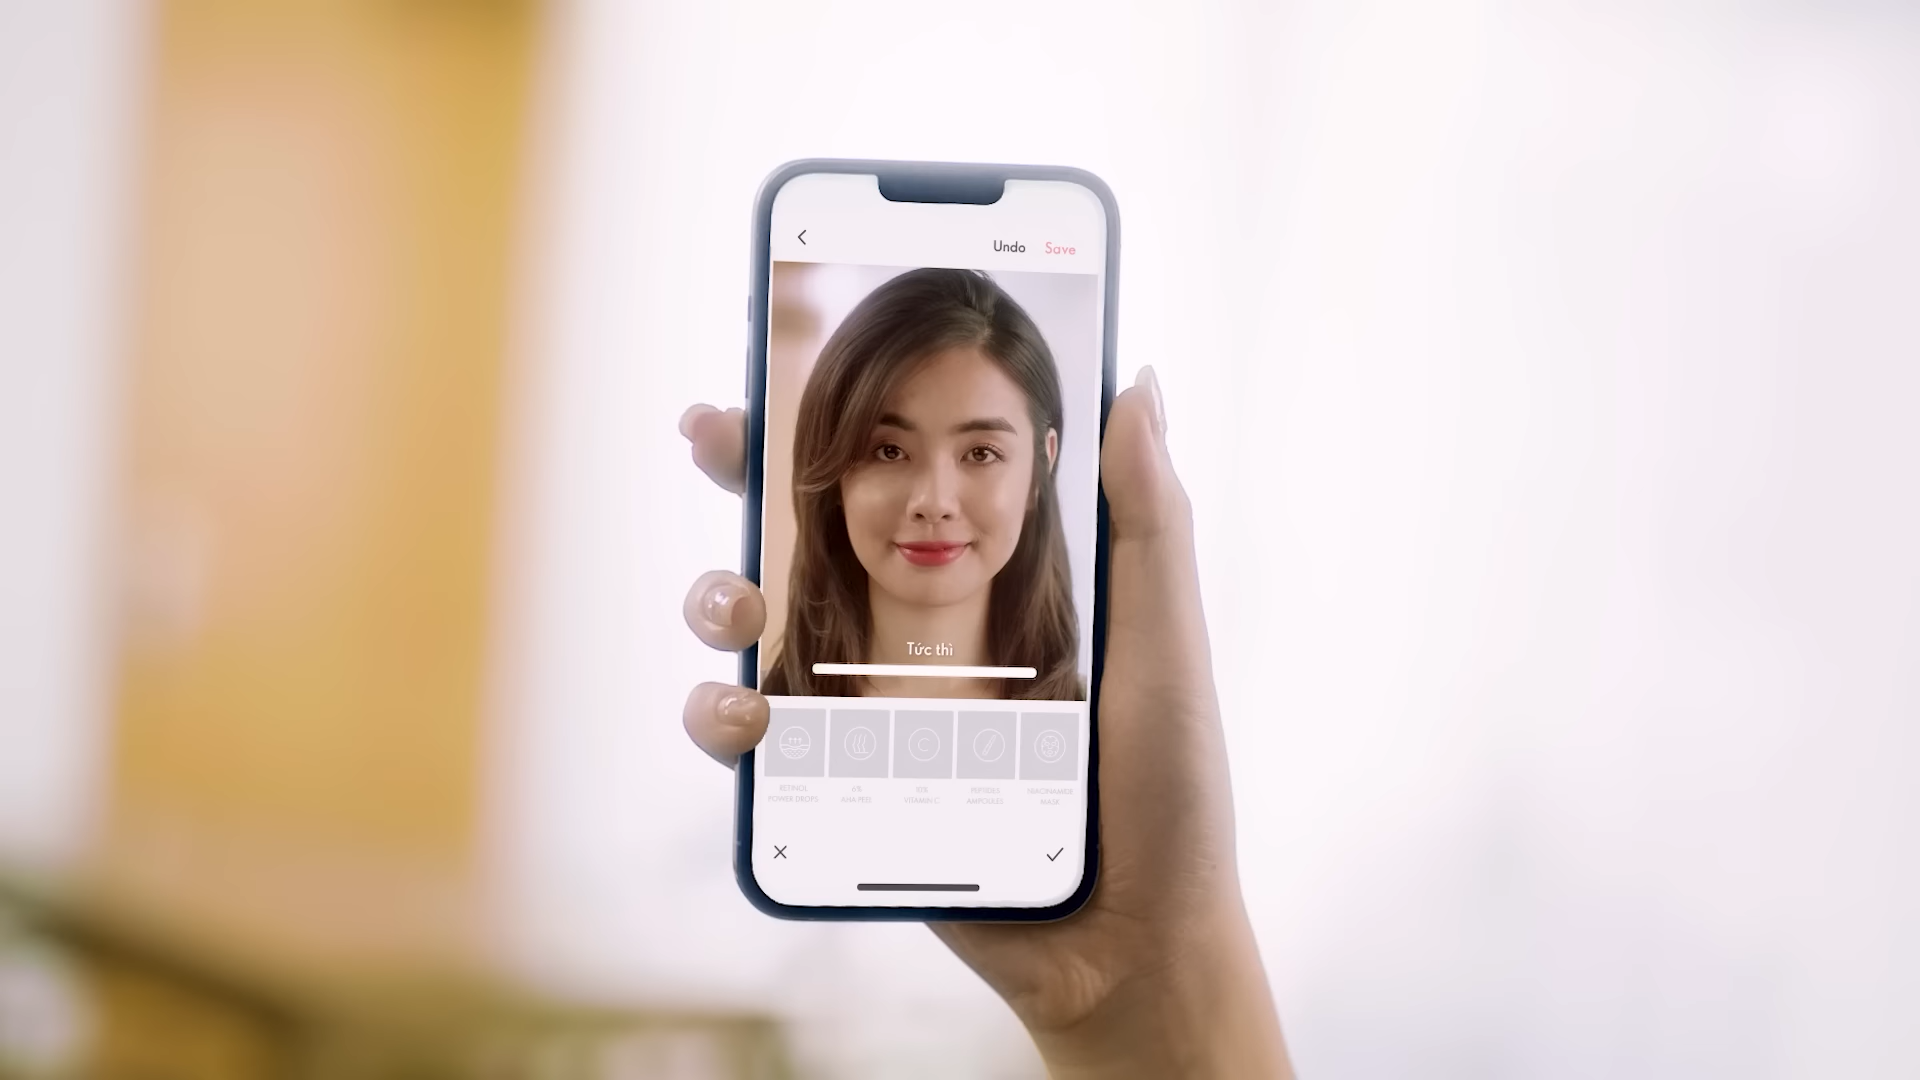 Undo Save
Tức thì
RETINOL
POWER DROPS
6%
AHA PEEL
10%
VITAMIN C
PEPTIDES
AMPOULES
NIACINAMIDE
MASK